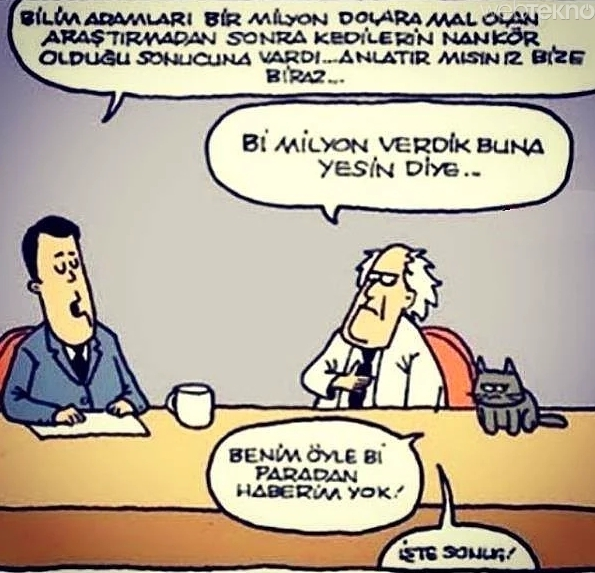 webtekno
BİLİM ADAMLARI BİR MİLYON DOLARA MAL OLAN
ARAŞTIRMADAN SONRA KEDİLERİN NANKÖR
OLDUĞU SONUCUNA VARDI...ANLATIR MISINIZ BİZE
BİRAZ...
Bİ MİLYON VERDİK BUNA
YESİN DİYE...
BENİM ÖYLE Bİ
PARADAN
HABERİM YOK!
İŞTE SONUÇ!